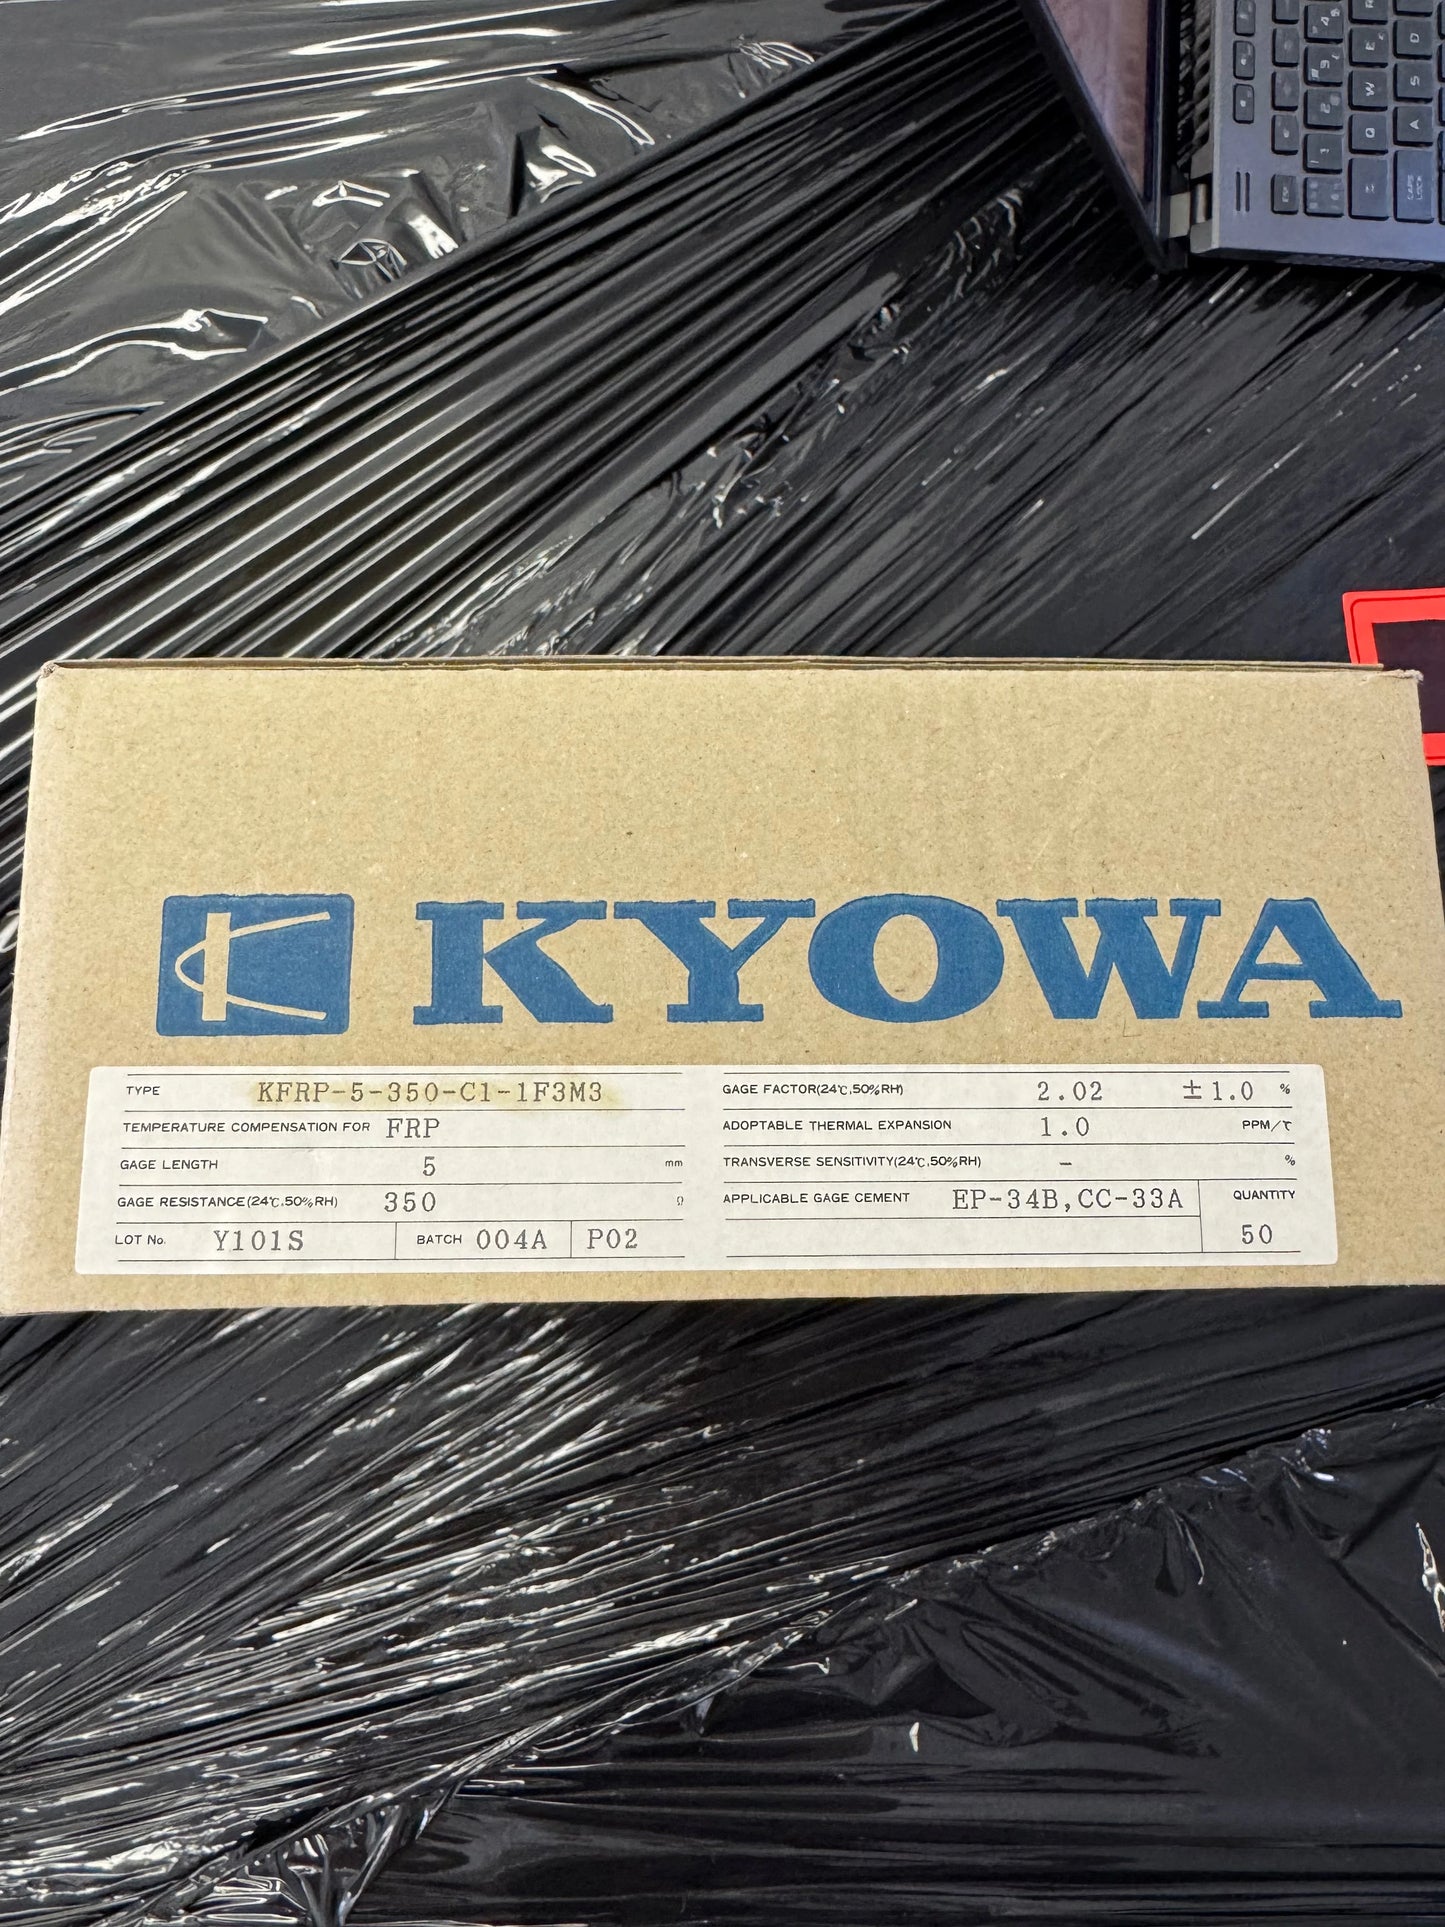 KYOWA
TYPE KFRP-5-350-C1-1F3M3
TEMPERATURE COMPENSATION FOR FRP
GAGE LENGTH 5 mm
GAGE RESISTANCE(24℃,50%RH) 350 Ω
LOT No. Y101S BATCH 004A P02
GAGE FACTOR(24℃,50%RH) 2.02 ±1.0 %
ADOPTABLE THERMAL EXPANSION 1.0 PPM/℃
TRANSVERSE SENSITIVITY(24℃,50%RH) - %
APPLICABLE GAGE CEMENT EP-34B,CC-33A
QUANTITY
50